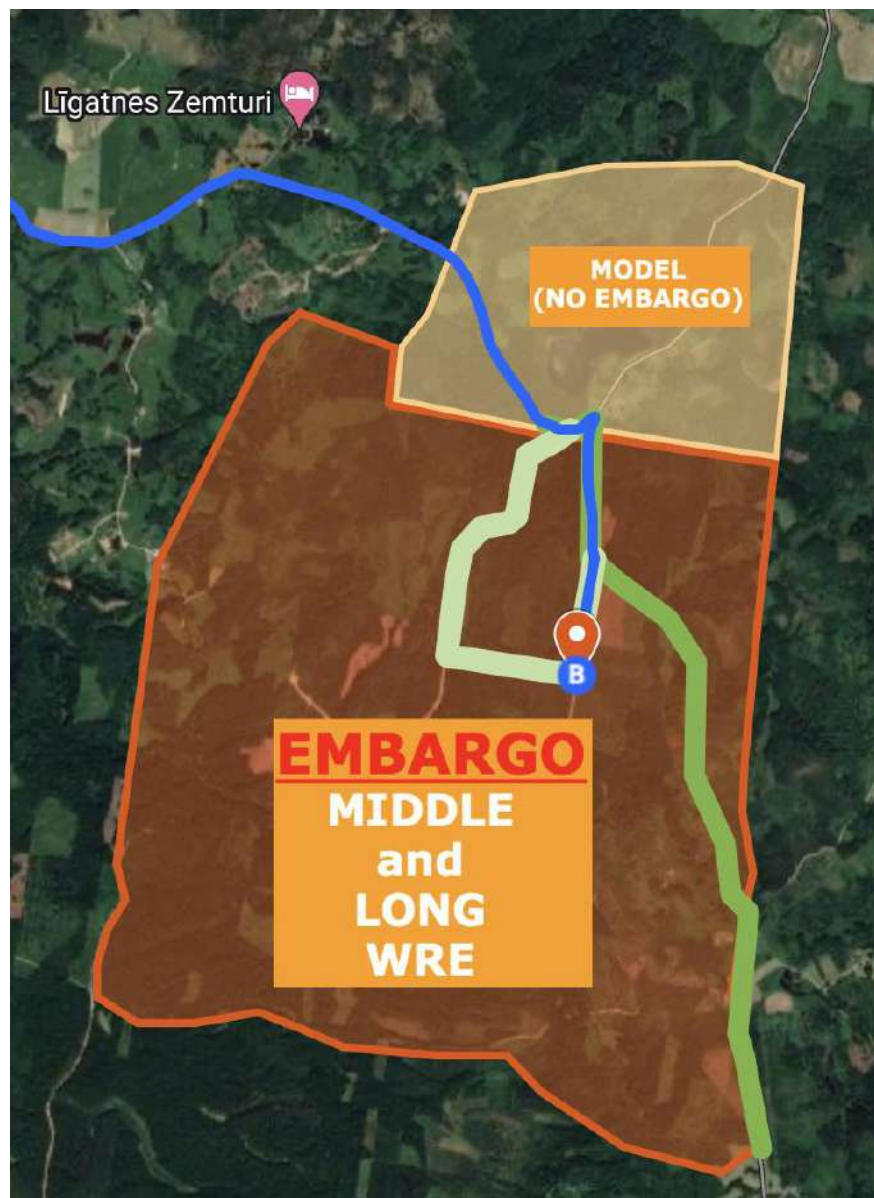 Līgatnes Zemturi
MODEL
(NO EMBARGO)
B
EMBARGO
MIDDLE
and
LONG
WRE